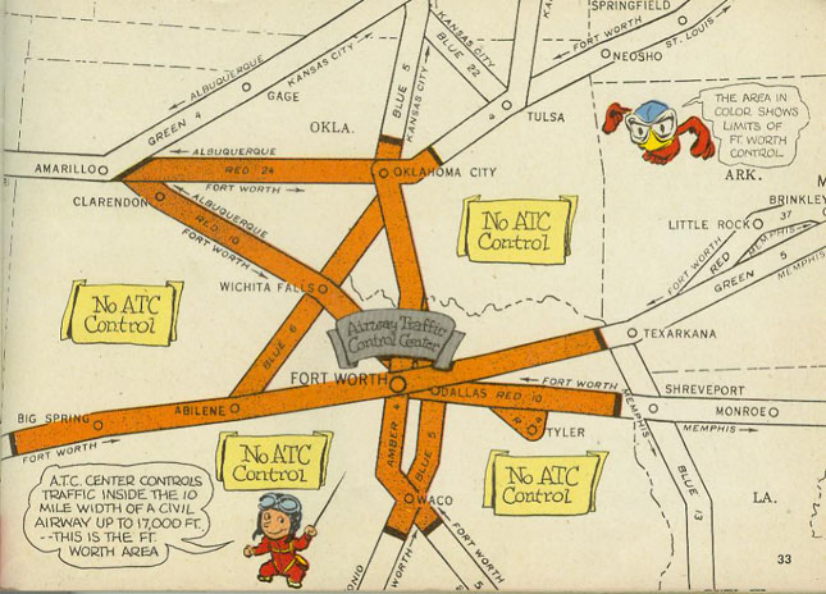 SPRINGFIELD
FORT WORTH
ST. LOUIS
NEOSHO
KANSAS CITY
BLUE 22
BLUE 5
KANSAS CITY
ALBUQUERQUE
KANSAS CITY
GREEN 4
GAGE
OKLA.
TULSA
THE AREA IN
COLOR SHOWS
LIMITS OF
FT. WORTH
CONTROL
ARK.
AMARILLO
ALBUQUERQUE
RED 24
FORT WORTH
OKLAHOMA CITY
CLARENDON
ALBUQUERQUE
RED 10
FORT WORTH
No ATC
Control
BRINKLEY
LITTLE ROCK
37
MEMPHIS
FORT WORTH
RED
GREEN 5
MEMPHIS
WICHITA FALLS
No ATC
Control
Airway Traffic
Control Center
BLUE 6
TEXARKANA
FORT WORTH
DALLAS RED 10
FORT WORTH
MEMPHIS
SHREVEPORT
MONROE
MEMPHIS
BIG SPRING
ABILENE
FORT WORTH
AMBER 4
BLUE 5
TYLER
No ATC
Control
No ATC
Control
A.T.C. CENTER CONTROLS
TRAFFIC INSIDE THE 10
MILE WIDTH OF A CIVIL
AIRWAY UP TO 17,000 FT.
--THIS IS THE FT.
WORTH AREA
WACO
BLUE 13
LA.
FORT WORTH
5
ONIO
WORTH
33